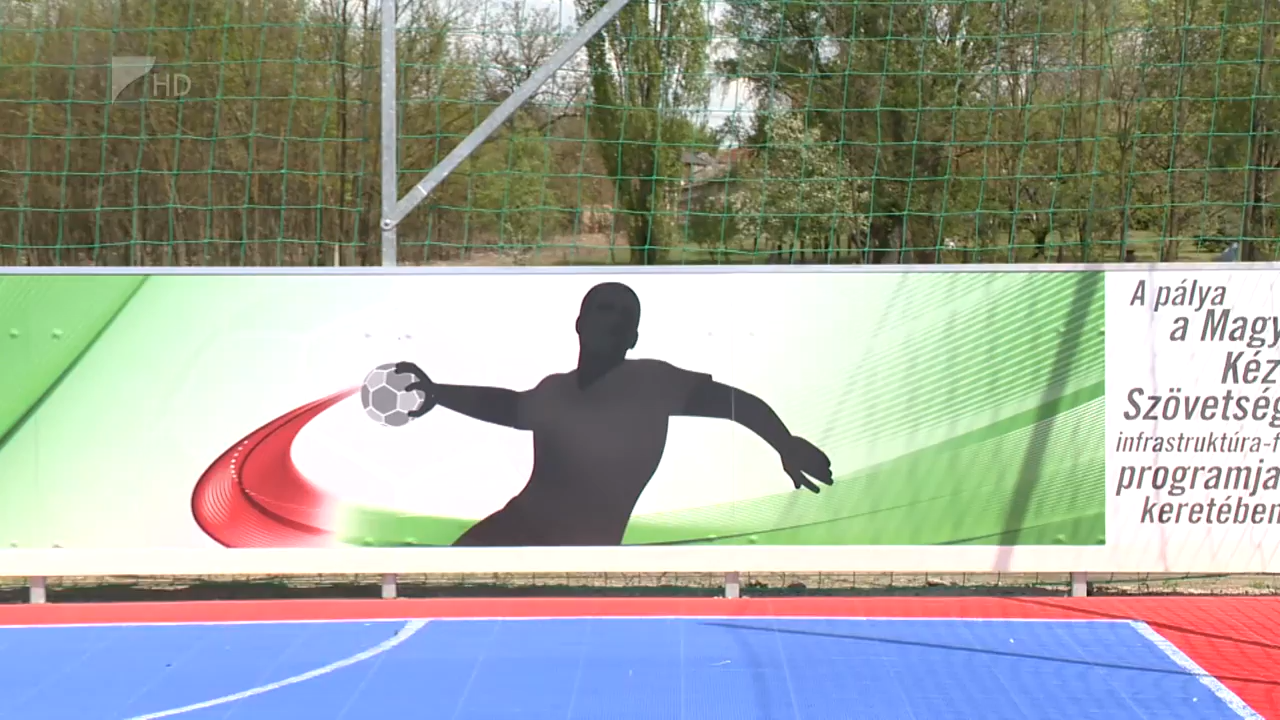 HD
A pálya
a Magy
Kéz
Szövetség
infrastruktúra-f
programja
keretében